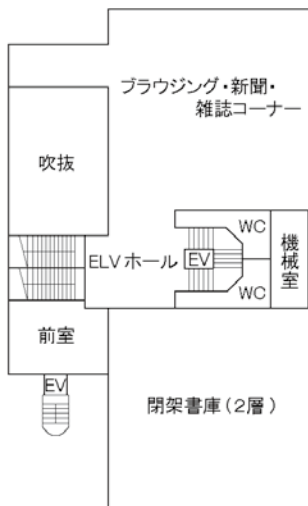 ブラウジング・新聞・
雑誌コーナー
吹抜
WC
機械室
ELVホール
EV
WC
前室
EV
閉架書庫(2層)